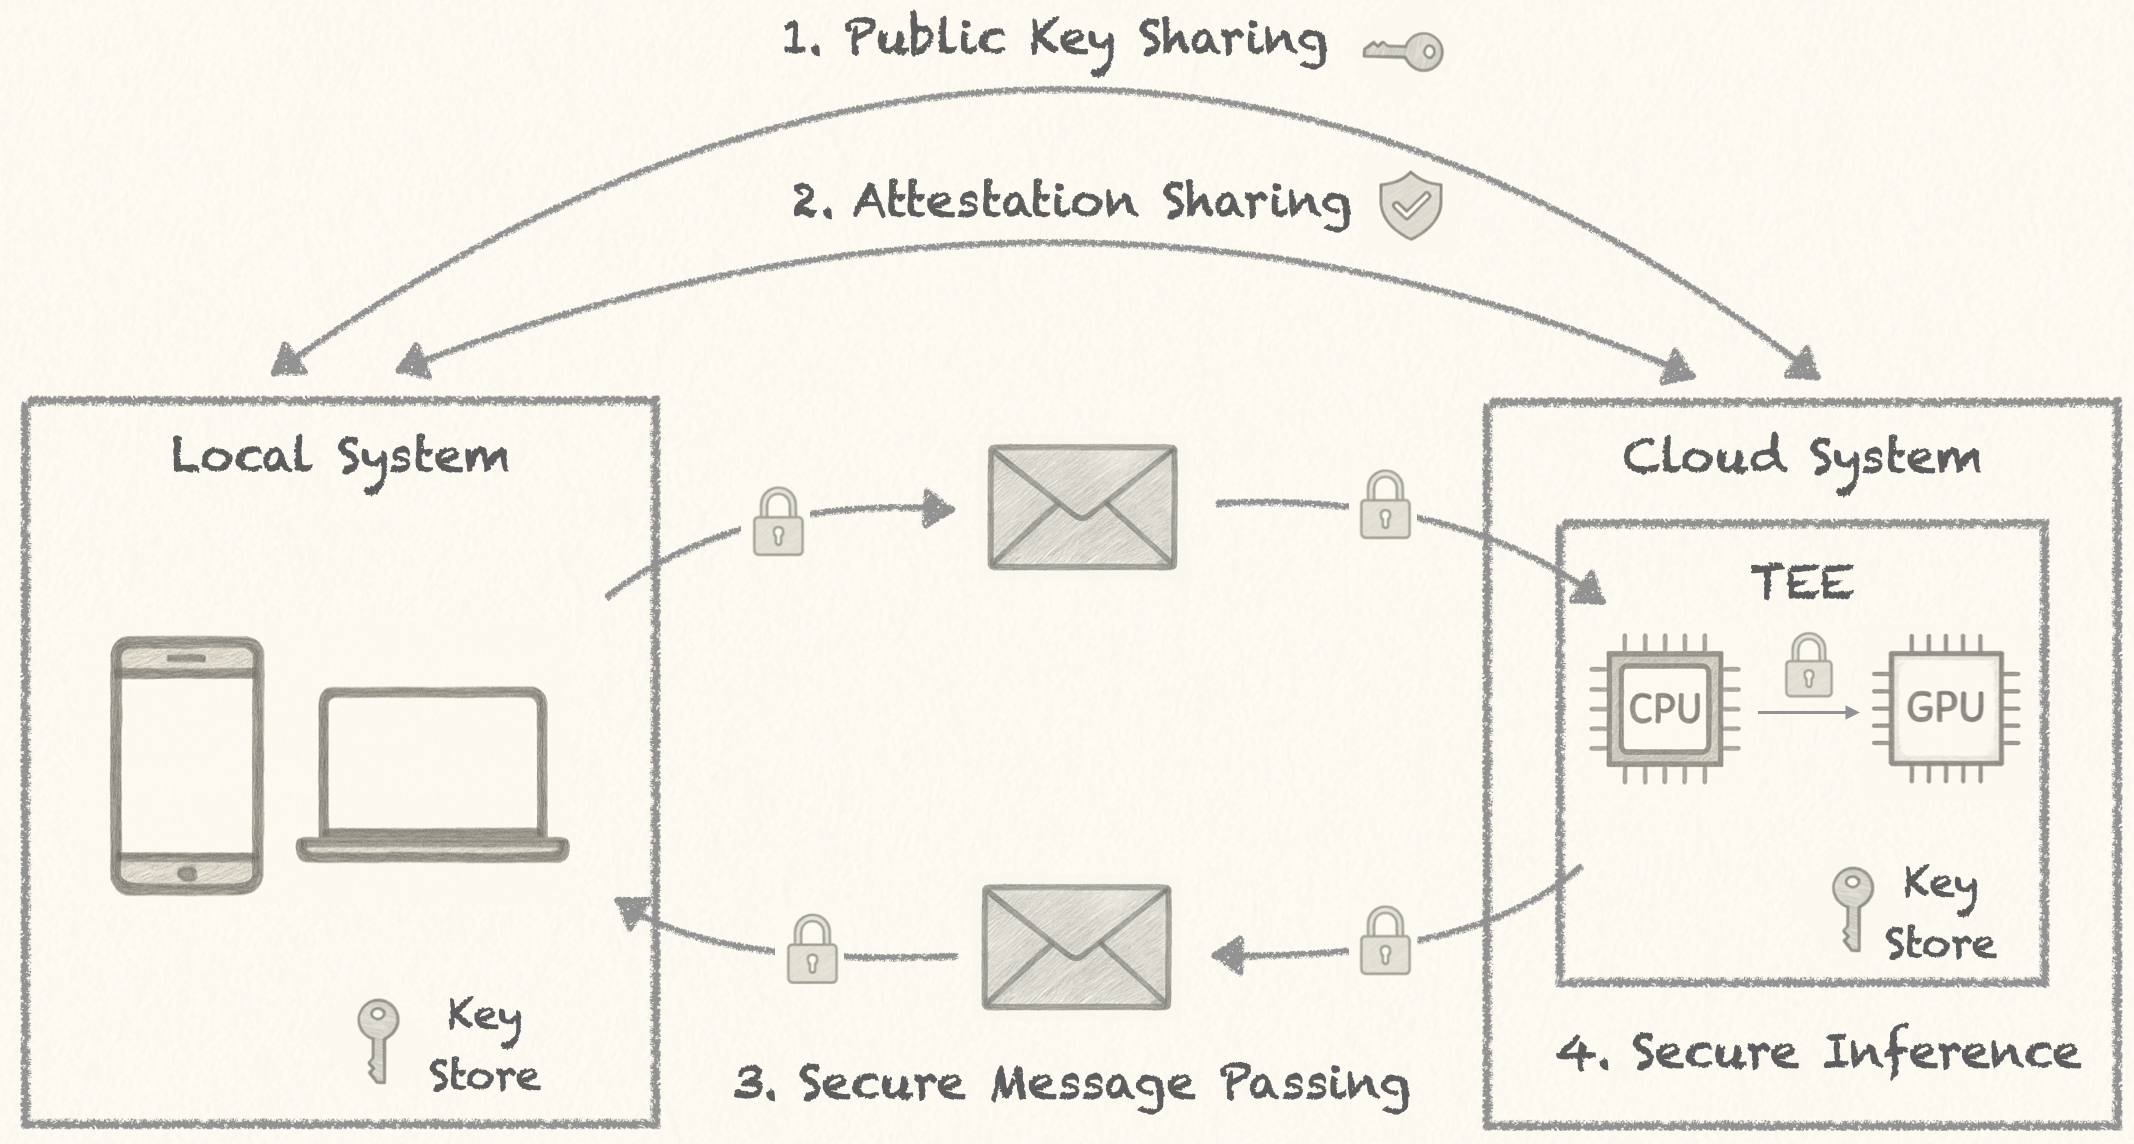 1. Public Key Sharing
2. Attestation Sharing
Local System
Cloud System
TEE
CPU
GPU
Key
Store
Key
Store
3. Secure Message Passing
4. Secure Inference